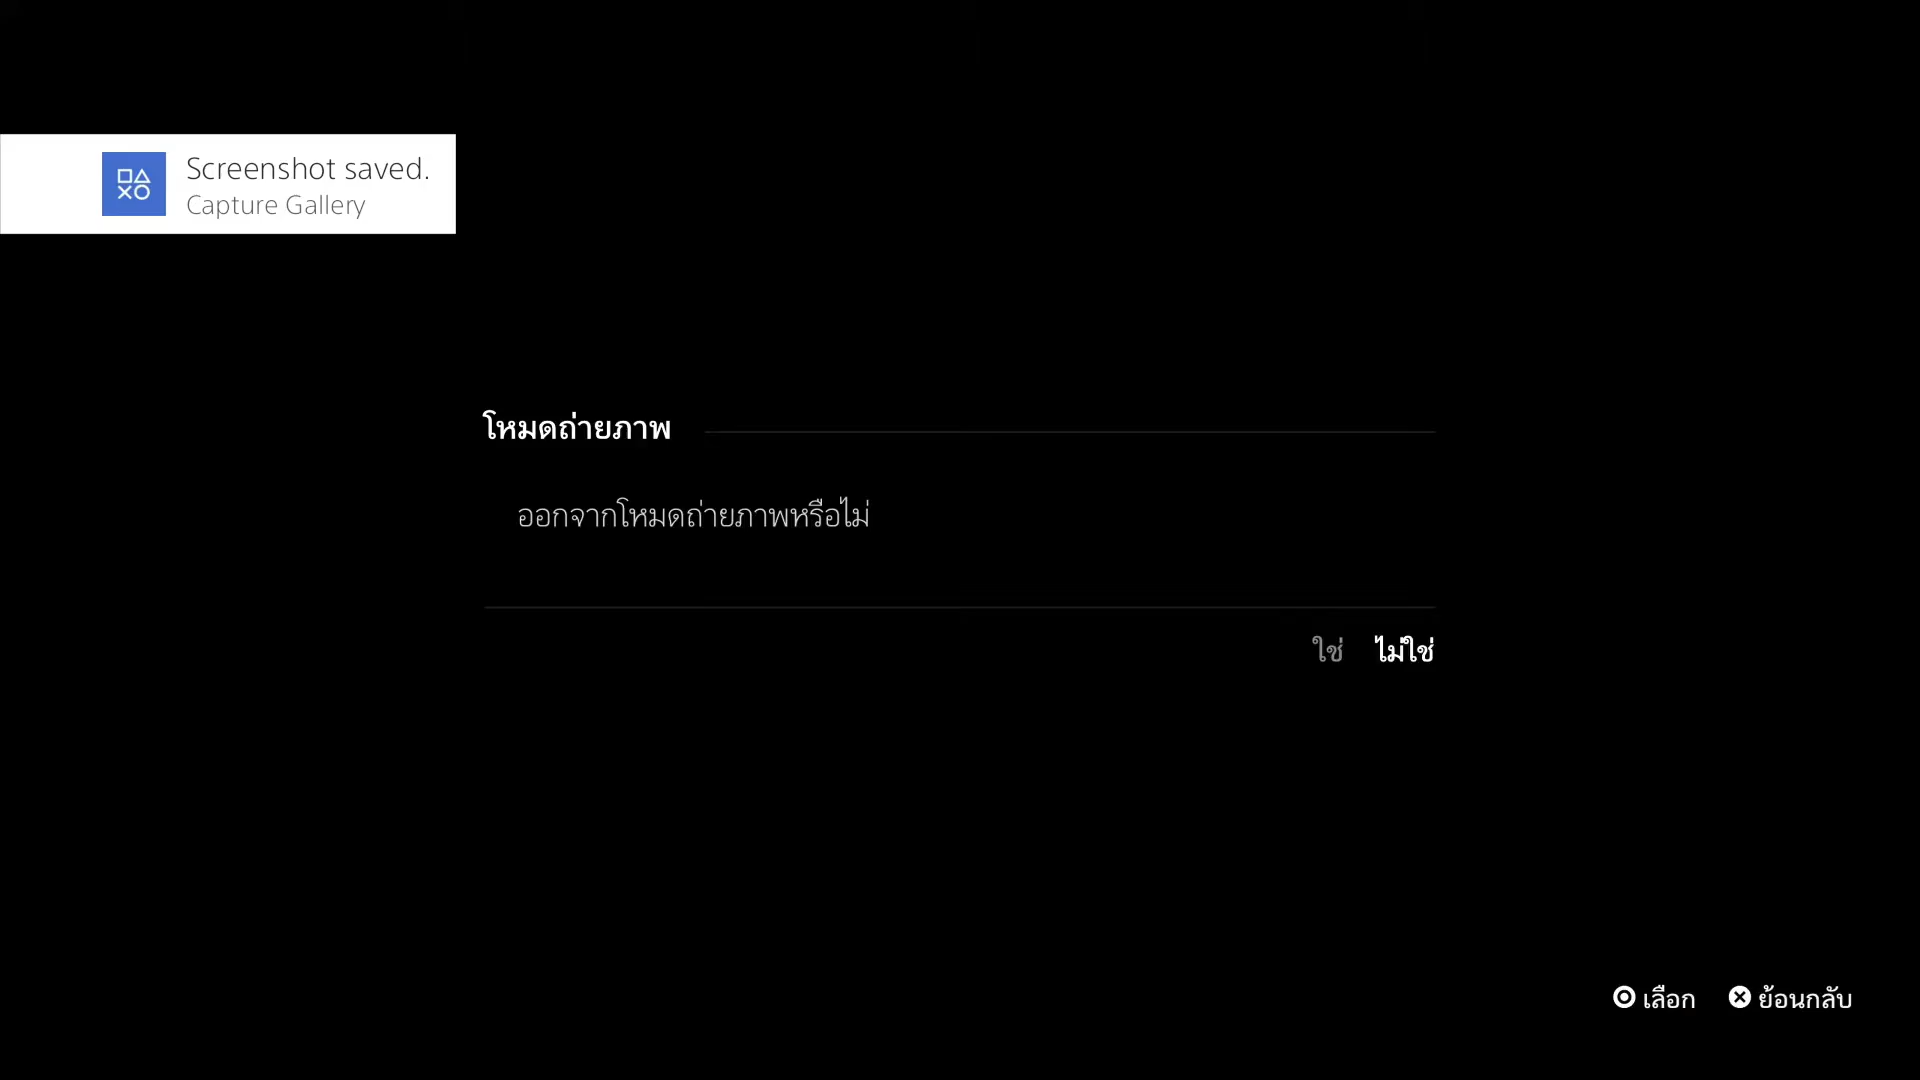 Screenshot saved.
Capture Gallery
โหมดถ่ายภาพ
ออกจากโหมดถ่ายภาพหรือไม่
ใช่ ไม่ใช่
เลือก ย้อนกลับ